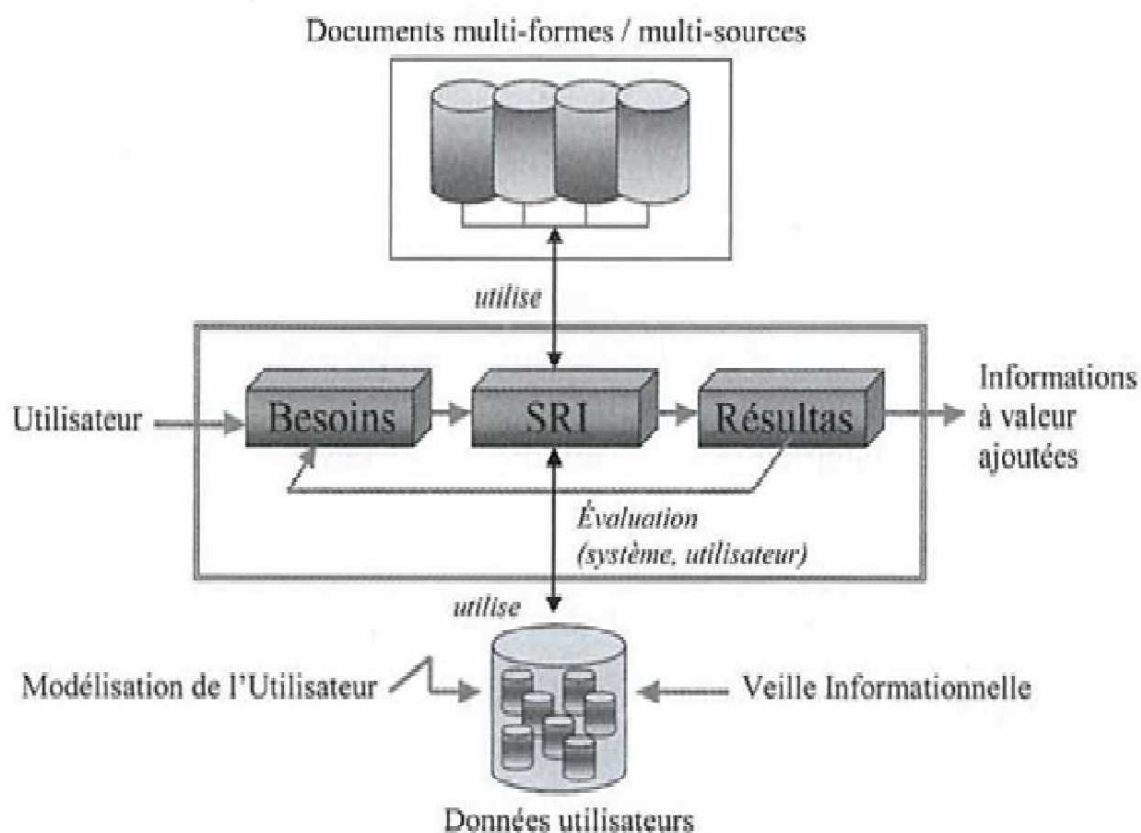 Documents multi-formes / multi-sources
utilise
Utilisateur
Besoins
SRI
Résultas
Informations
à valeur
ajoutées
Évaluation
(système, utilisateur)
utilise
Modélisation de l'Utilisateur
Veille Informationnelle
Données utilisateurs